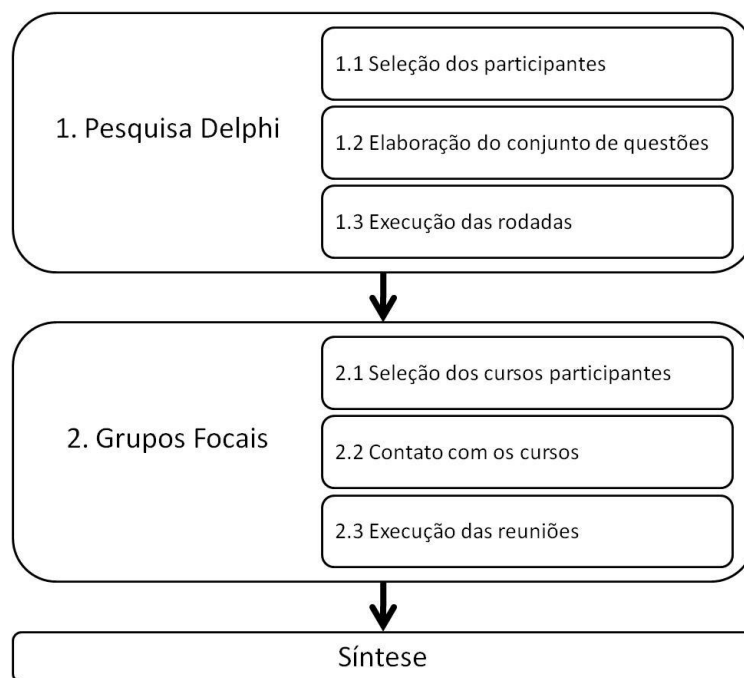 1. Pesquisa Delphi
1.1 Seleção dos participantes
1.2 Elaboração do conjunto de questões
1.3 Execução das rodadas
2. Grupos Focais
2.1 Seleção dos cursos participantes
2.2 Contato com os cursos
2.3 Execução das reuniões
Síntese